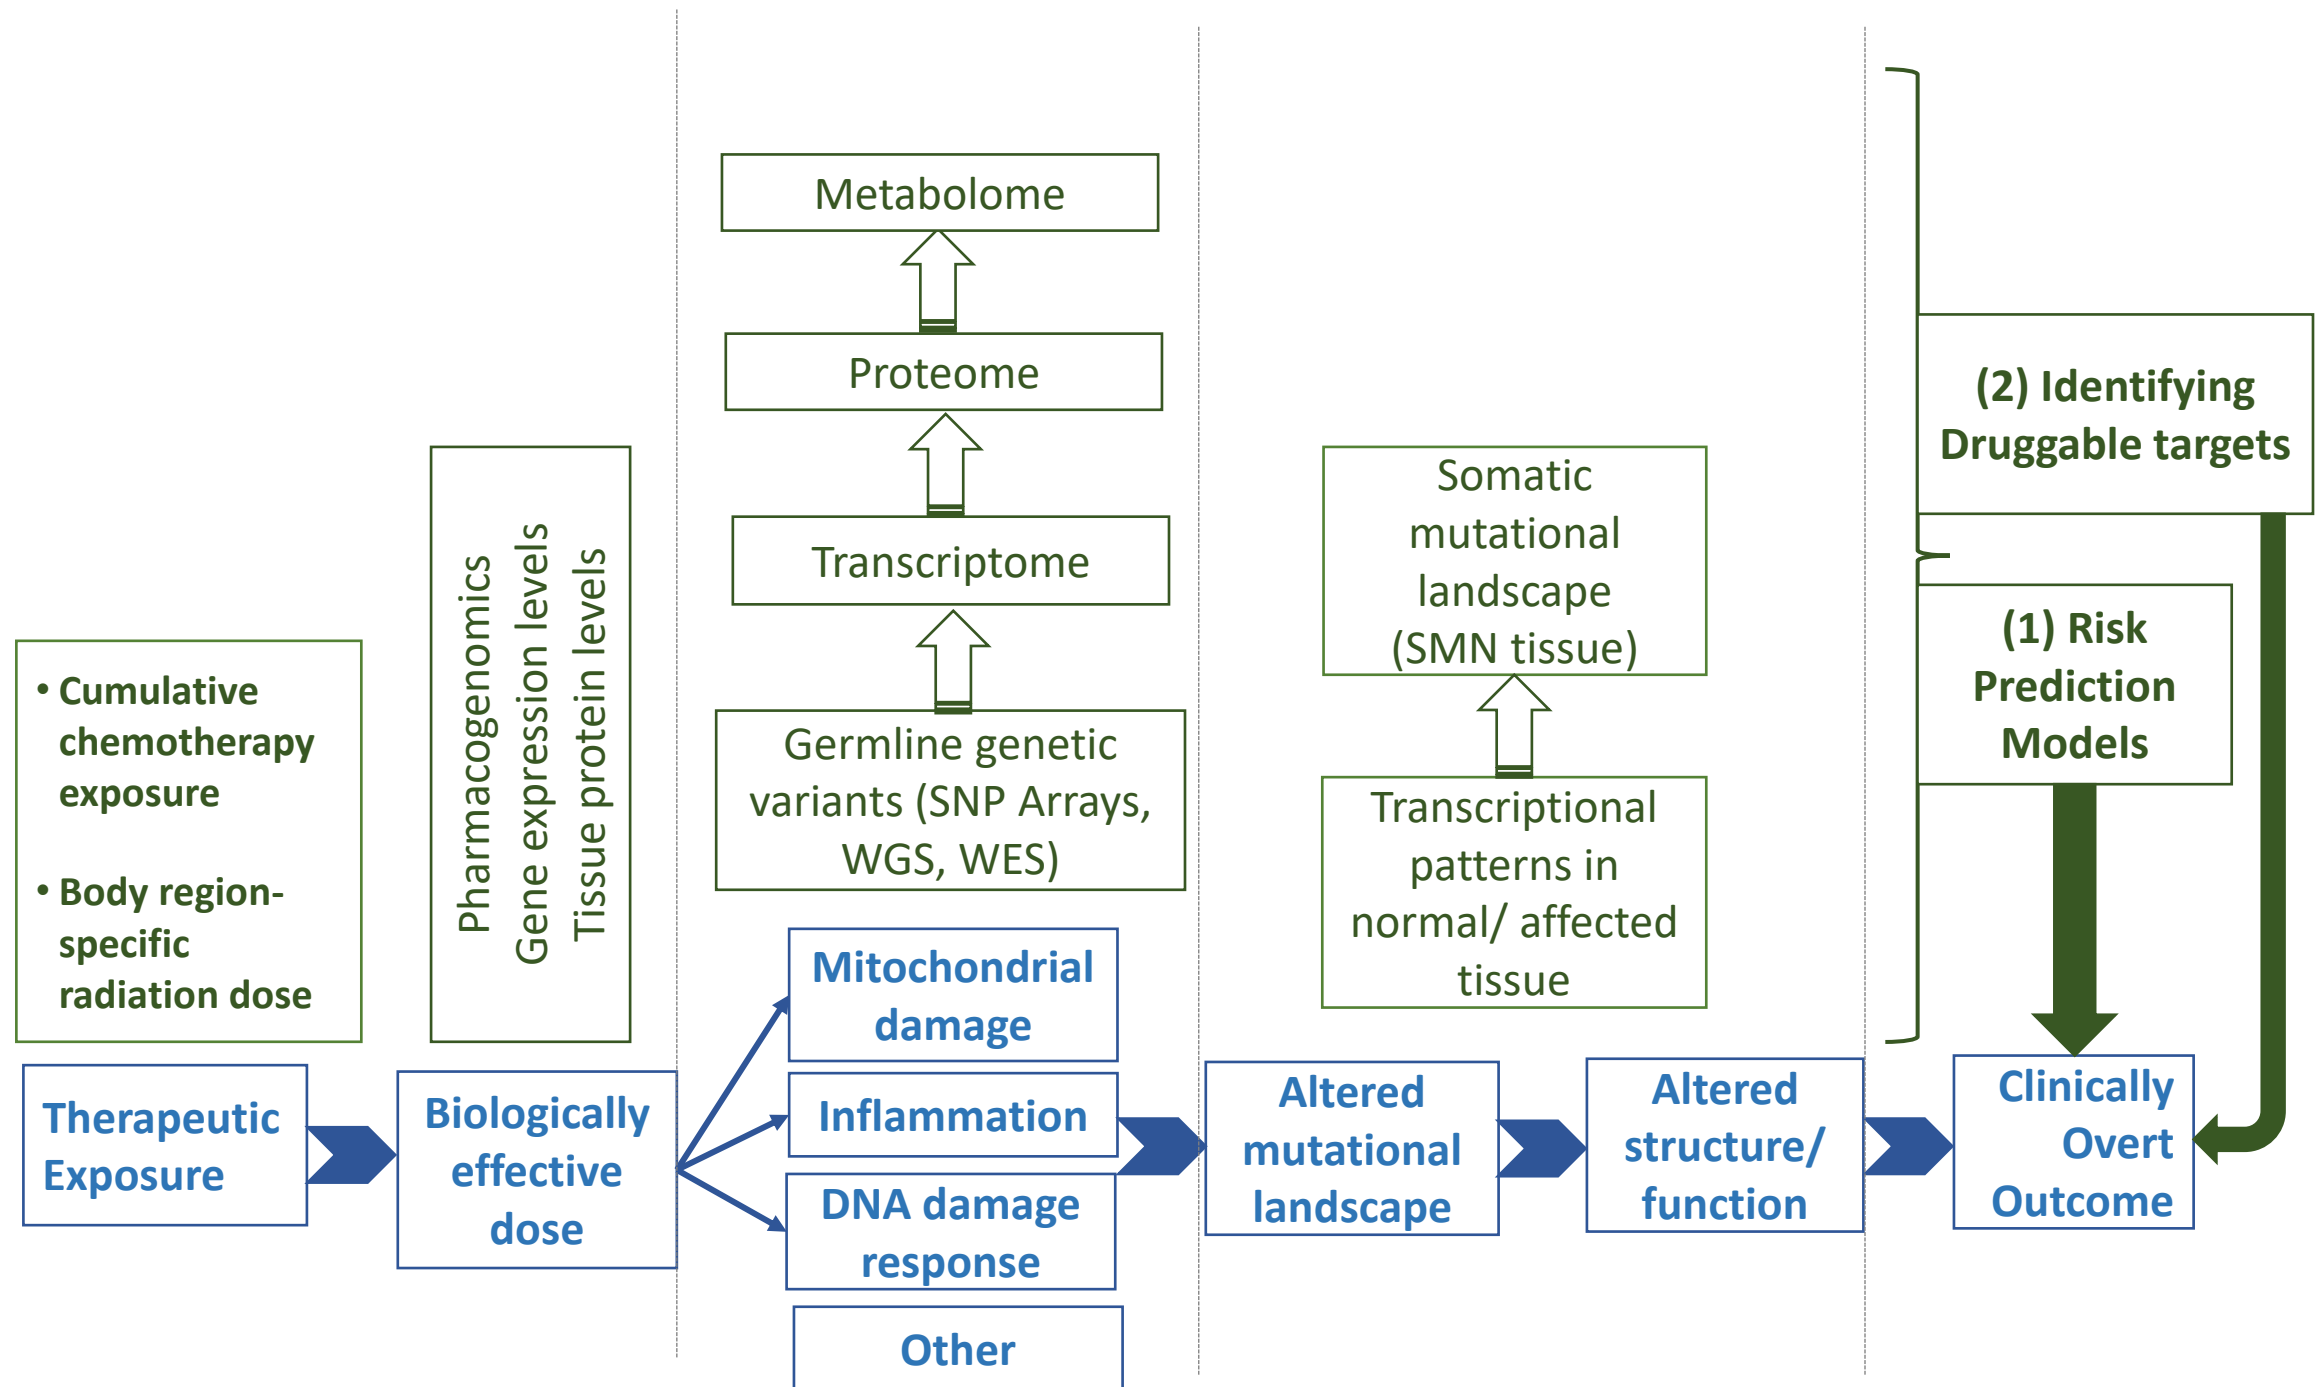 • Cumulative
chemotherapy
exposure
• Body region-
specific
radiation dose
Therapeutic
Exposure
Pharmacogenomics
Gene expression levels
Tissue protein levels
Biologically
effective
dose
Metabolome
Proteome
Transcriptome
Germline genetic
variants (SNP Arrays,
WGS, WES)
Mitochondrial
damage
Inflammation
DNA damage
response
Other
Somatic
mutational
landscape
(SMN tissue)
Transcriptional
patterns in
normal/ affected
tissue
Altered
mutational
landscape
Altered
structure/
function
(2) Identifying
Druggable targets
(1) Risk
Prediction
Models
Clinically
Overt
Outcome